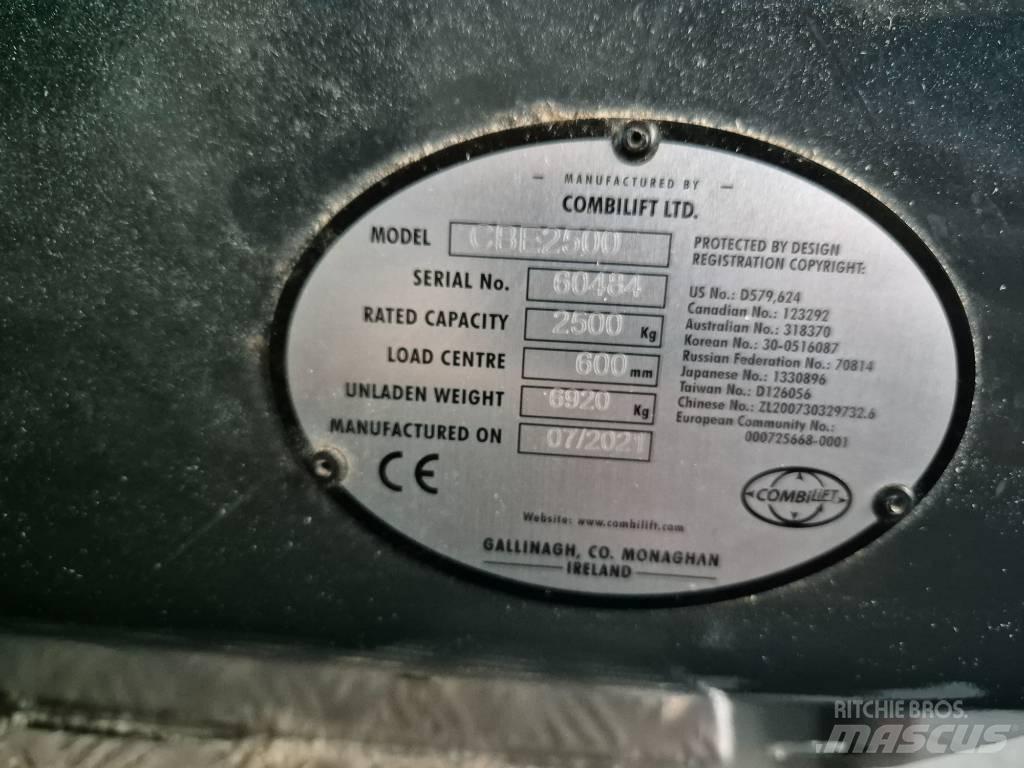 MANUFACTURED BY
COMBILIFT LTD.
MODEL CBE2500
SERIAL No. 60484
RATED CAPACITY 2500 Kg
LOAD CENTRE 600 mm
UNLADEN WEIGHT 6920 Kg
MANUFACTURED ON 07/2021
CE
PROTECTED BY DESIGN
REGISTRATION COPYRIGHT:
US No.: D579,624
Canadian No.: 123292
Australian No.: 318370
Korean No.: 30-0516087
Russian Federation No.: 70814
Japanese No.: 1330896
Taiwan No.: D126056
Chinese No.: ZL200730329732.6
European Community No.:
000725668-0001
COMBiLIFT
Website: www.combilift.com
GALLINAGH, CO. MONAGHAN
IRELAND
RITCHIE BROS.
MASCUS